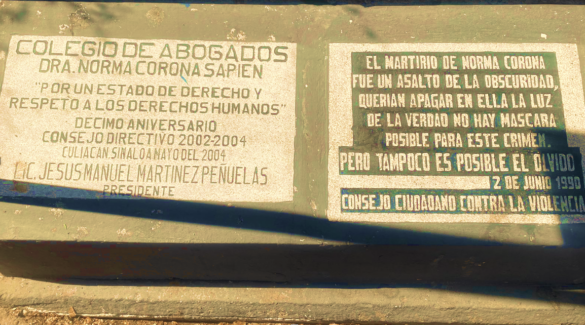 COLEGIO DE ABOGADOS
DRA. NORMA CORONA SAPIEN
"POR UN ESTADO DE DERECHO Y
RESPETO A LOS DERECHOS HUMANOS"
DECIMO ANIVERSARIO
CONSEJO DIRECTIVO 2002-2004
CULIACAN SINALOA MAYO DEL 2004
LIC. JESUS MANUEL MARTINEZ PEÑUELAS
PRESIDENTE
EL MARTIRIO DE NORMA CORONA
FUE UN ASALTO DE LA OBSCURIDAD,
QUERIAN APAGAR EN ELLA LA LUZ
DE LA VERDAD NO HAY MASCARA
POSIBLE PARA ESTE CRIMEN.
PERO TAMPOCO ES POSIBLE EL OLVIDO
2 DE JUNIO 1990
CONSEJO CIUDADANO CONTRA LA VIOLENCIA